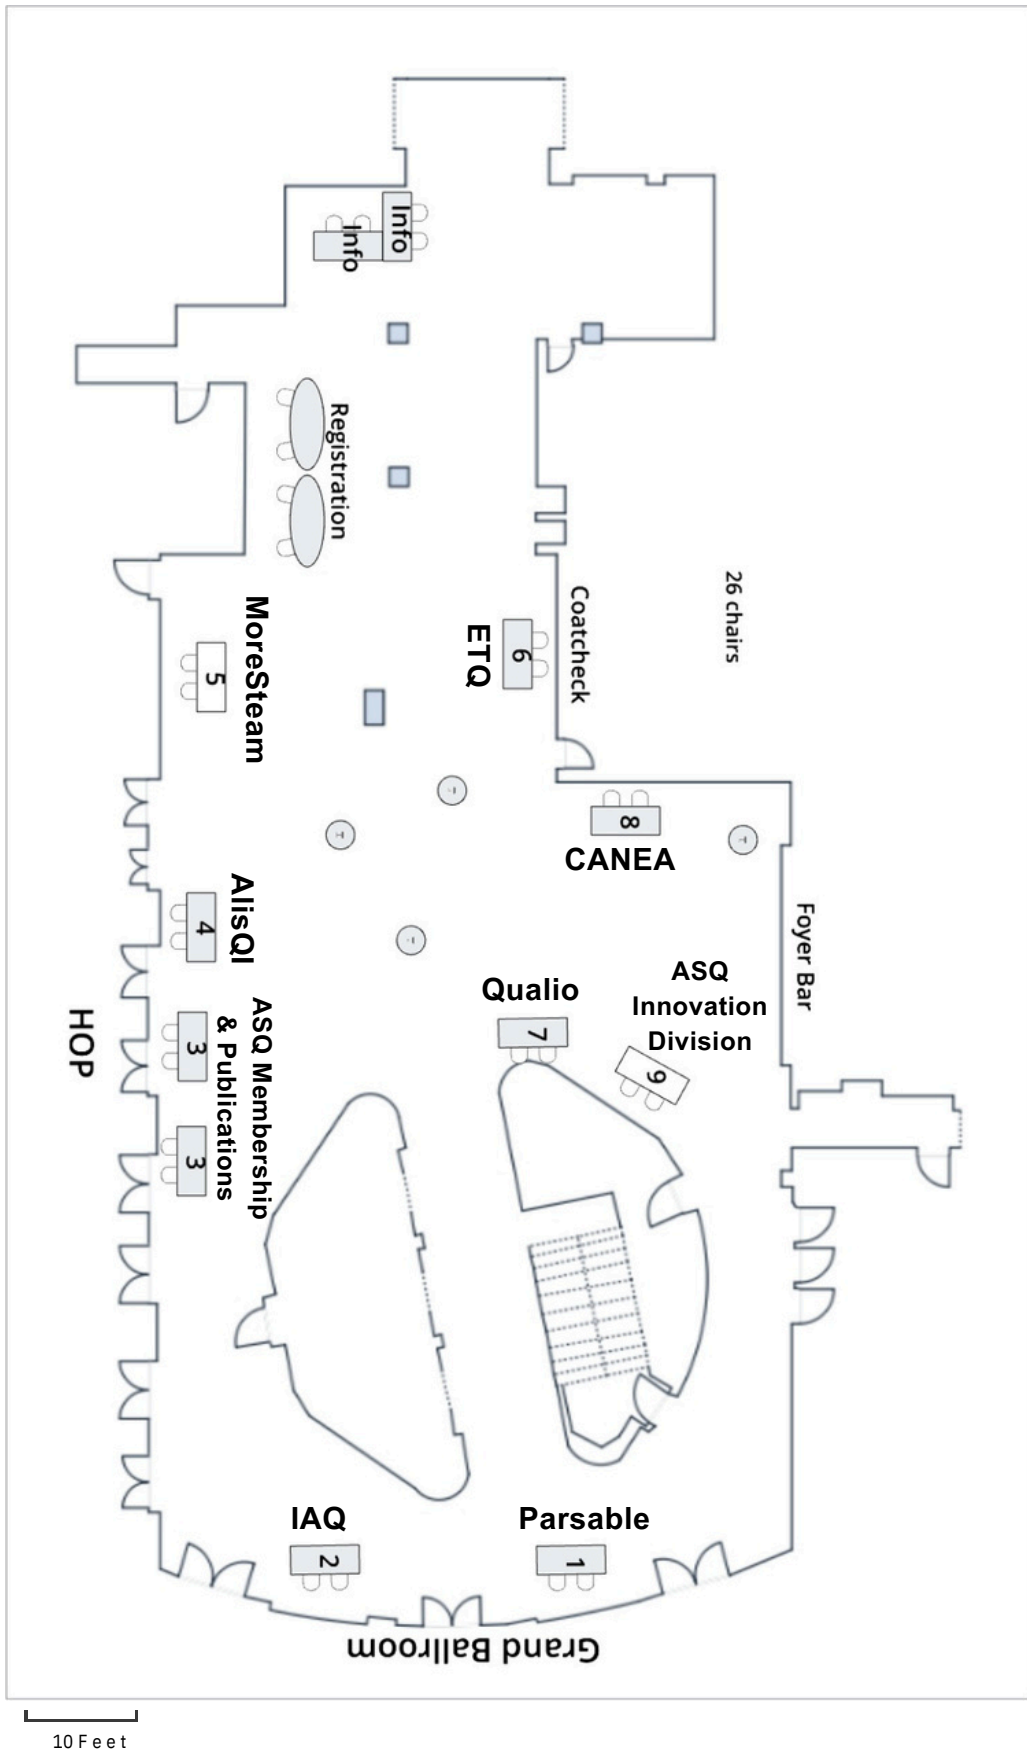 Info
Info
Registration
26 chairs
Coatcheck
MoreSteam
5
ETQ
6
8
CANEA
Foyer Bar
AlisQI
4
Qualio
7
ASQ
Innovation
Division
9
HOP
ASQ Membership
& Publications
3
3
IAQ
2
Parsable
1
Grand Ballroom
10 Feet